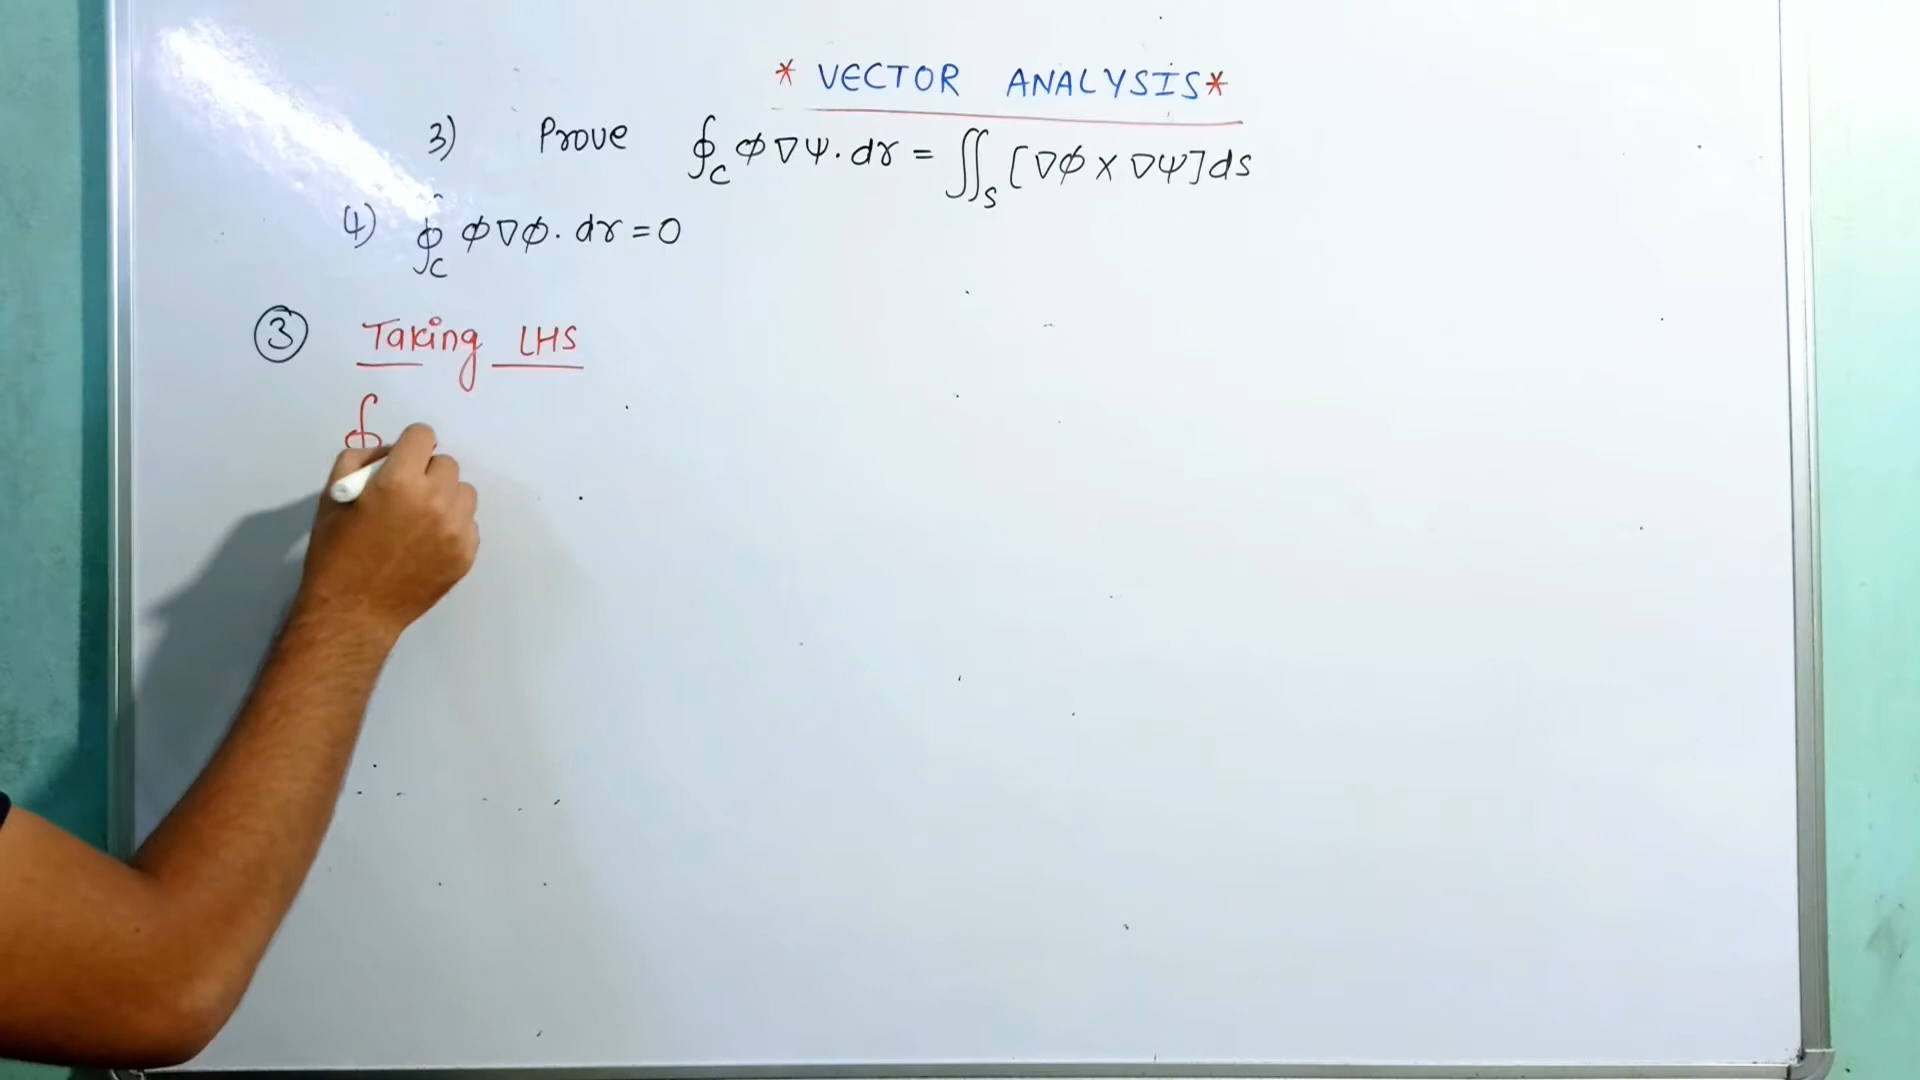 * VECTOR ANALYSIS *
3) Prove ∮_C ϕ∇ψ. dr = ∬_S [∇ϕ X ∇ψ] ds
4) ∮_C ϕ∇ϕ. dr = 0
③ Taking LHS
∮